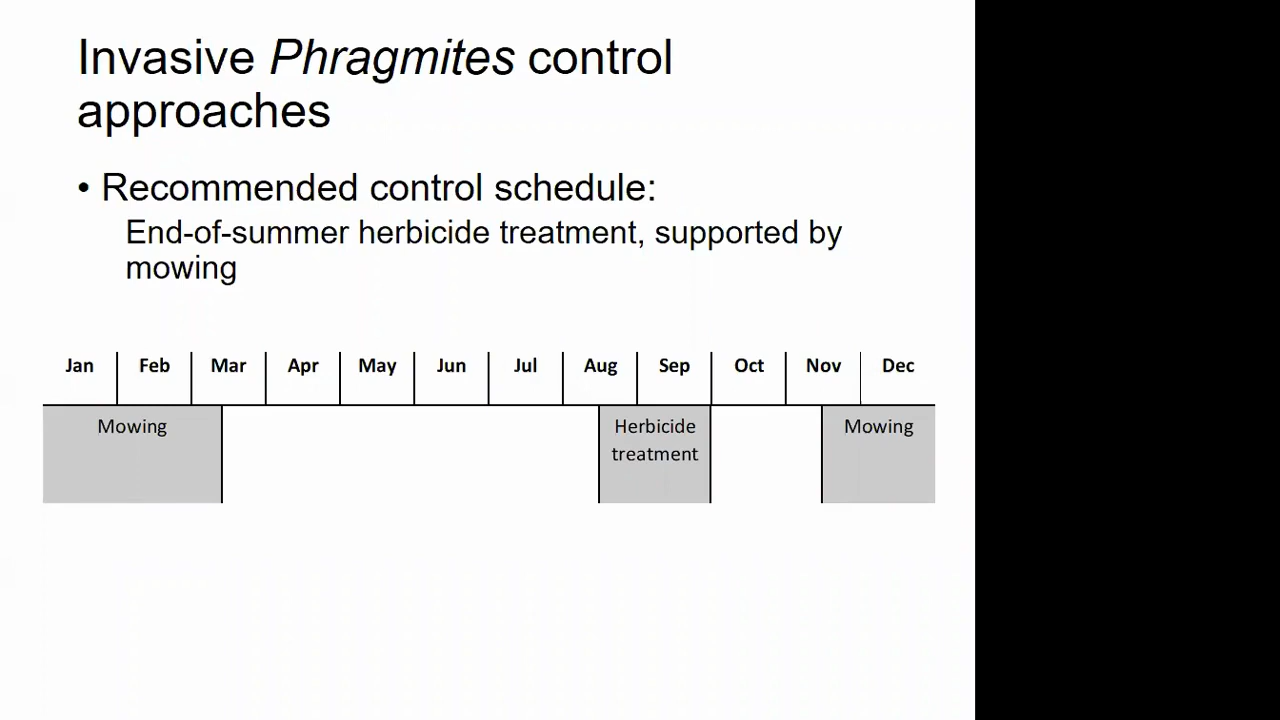 Invasive Phragmites control
approaches
• Recommended control schedule:
End-of-summer herbicide treatment, supported by
mowing
Jan Feb Mar Apr May Jun Jul Aug Sep Oct Nov Dec
Mowing Herbicide Mowing
treatment